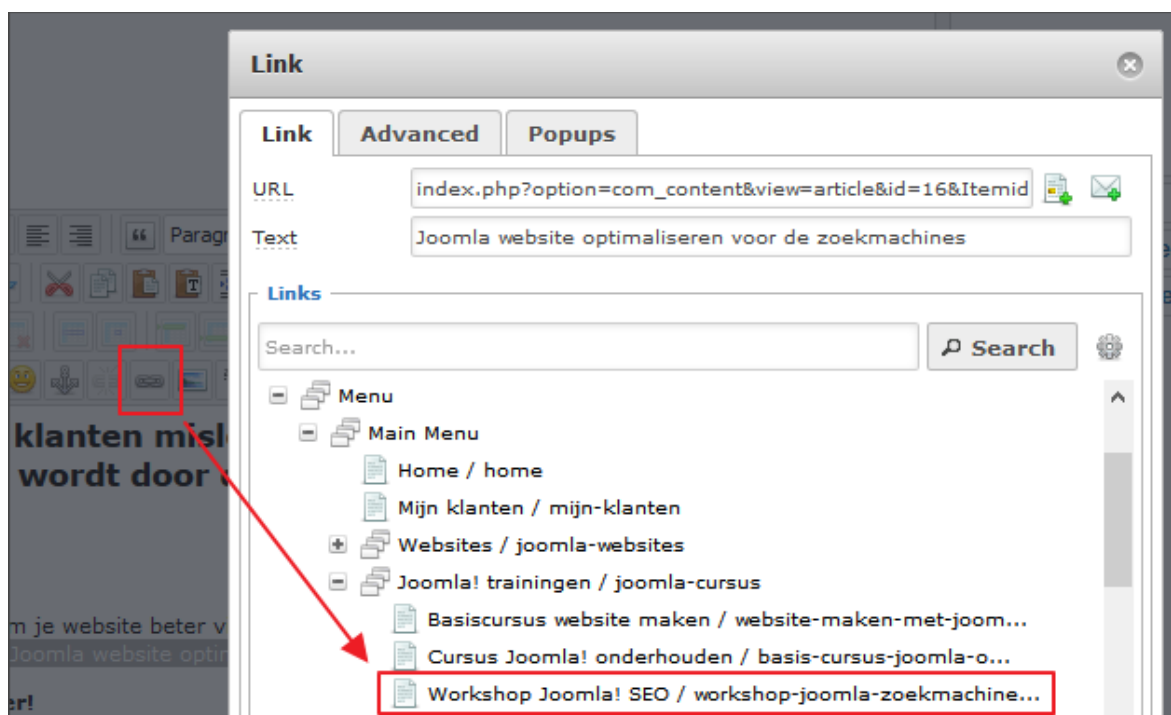 Link
Link Advanced Popups
URL index.php?option=com_content&view=article&id=16&Itemid
Paragr
Text Joomla website optimaliseren voor de zoekmachines
Links
Search... Search
Menu
Main Menu
klanten misl
Home / home
wordt door
Mijn klanten / mijn-klanten
Websites / joomla-websites
Joomla! trainingen / joomla-cursus
m je website beter v
Basiscursus website maken / website-maken-met-joom...
Joomla website optim
Cursus Joomla! onderhouden / basis-cursus-joomla-o...
er!
Workshop Joomla! SEO / workshop-joomla-zoekmachine...